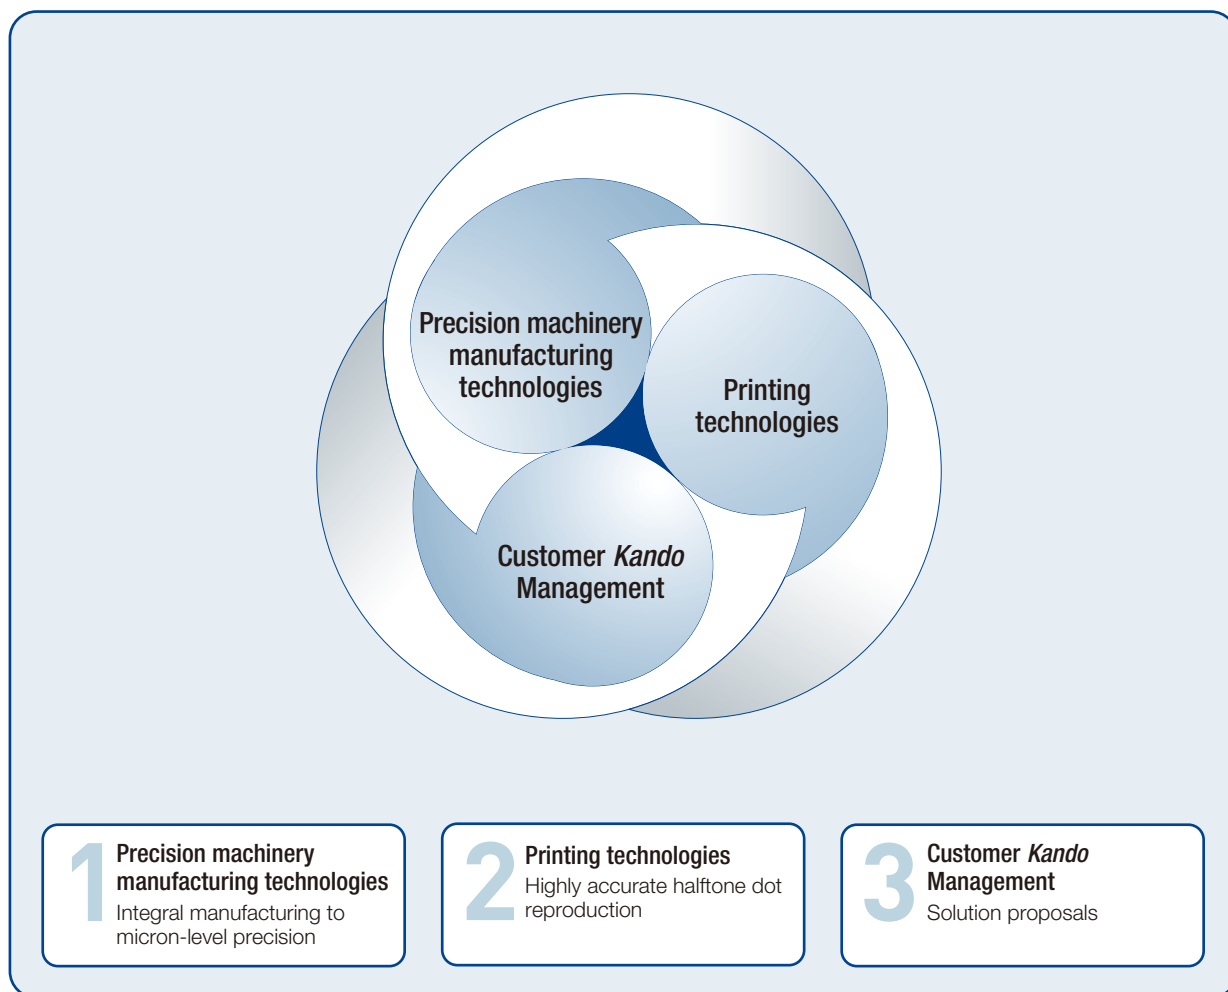 Precision machinery
manufacturing
technologies
Printing
technologies
Customer Kando
Management
1
Precision machinery
manufacturing technologies
Integral manufacturing to
micron-level precision
2
Printing technologies
Highly accurate halftone dot
reproduction
3
Customer Kando
Management
Solution proposals